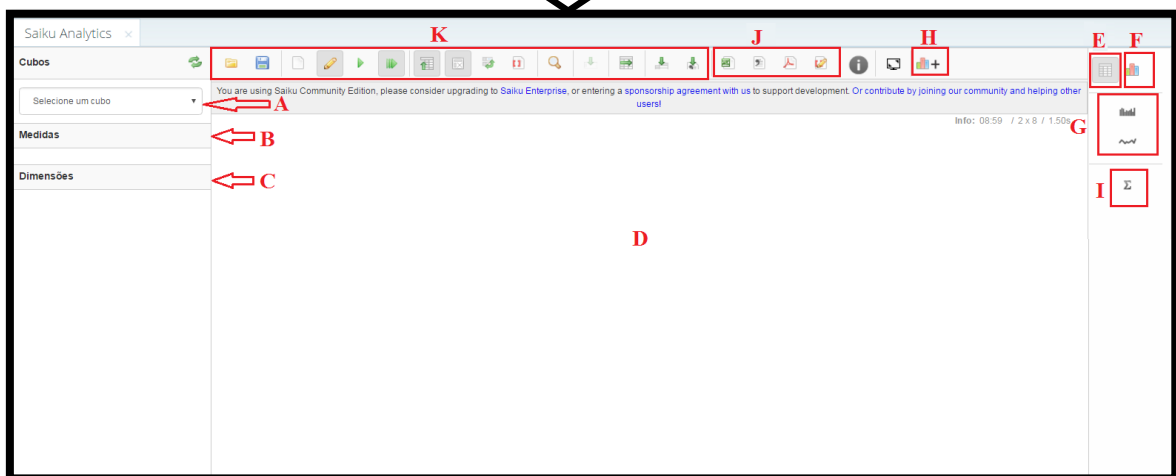 Saiku Analytics ×
K
J
H
E F
Cubos
Selecione um cubo
A
You are using Saiku Community Edition, please consider upgrading to Saiku Enterprise, or entering a sponsorship agreement with us to support development. Or contribute by joining our community and helping other
users!
Info: 08:59 / 2 x 8 / 1.50s
G
Medidas
B
Dimensões
C
I Σ
D